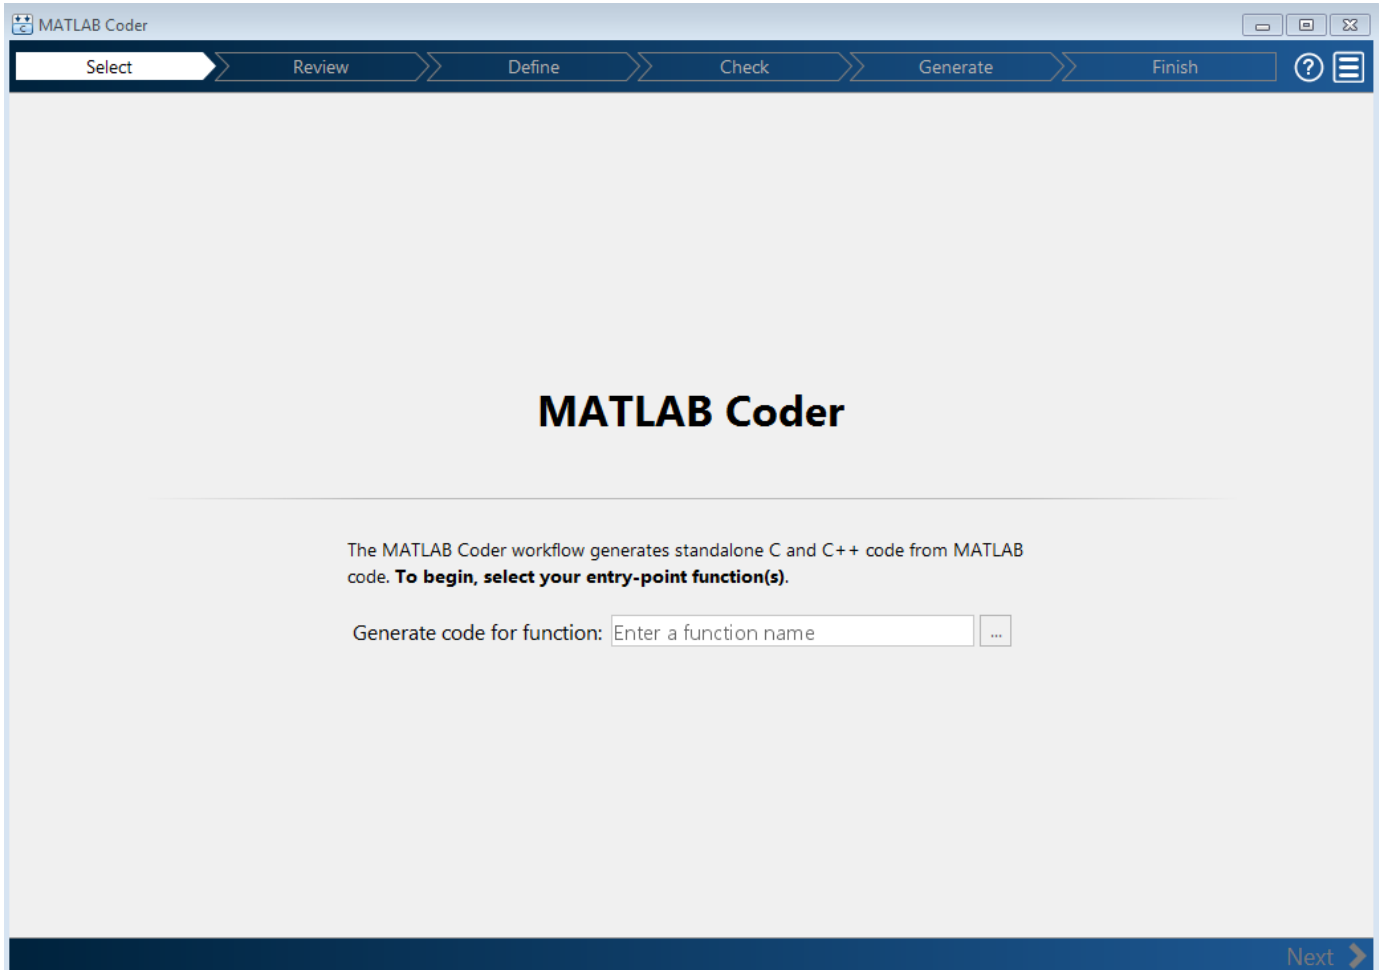 MATLAB Coder
Select Review Define Check Generate Finish ?
MATLAB Coder
The MATLAB Coder workflow generates standalone C and C++ code from MATLAB
code. To begin, select your entry-point function(s).
Generate code for function: Enter a function name ...
Next